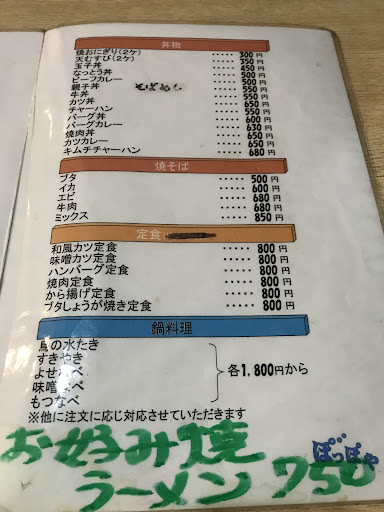 丼物
焼おにぎり(2ケ) ····· 300円
天むすび(2ケ) ····· 350円
玉子丼 ····· 450円
なっとう丼 ····· 500円
ビーフカレー ····· 500円
親子丼 そばめし ····· 550円
牛丼 ····· 550円
カツ丼 ····· 550円
チャーハン ····· 550円
バーグ丼 ····· 600円
バーグカレー ····· 630円
焼肉丼 ····· 650円
カツカレー ····· 650円
キムチチャーハン ····· 680円
焼そば
ブタ ····· 500円
イカ ····· 600円
エビ ····· 680円
牛肉 ····· 680円
ミックス ····· 850円
定食
和風カツ定食 ····· 800円
味噌カツ定食 ····· 800円
ハンバーグ定食 ····· 800円
焼肉定食 ····· 800円
から揚げ定食 ····· 800円
ブタしょうが焼き定食 ····· 800円
鍋料理
鳥の水たき
すきやき
よせなべ
味噌なべ
もつなべ
各1,800円から
※他に注文に応じ対応させていただきます
お好み焼 ぽっぽや
ラーメン 750